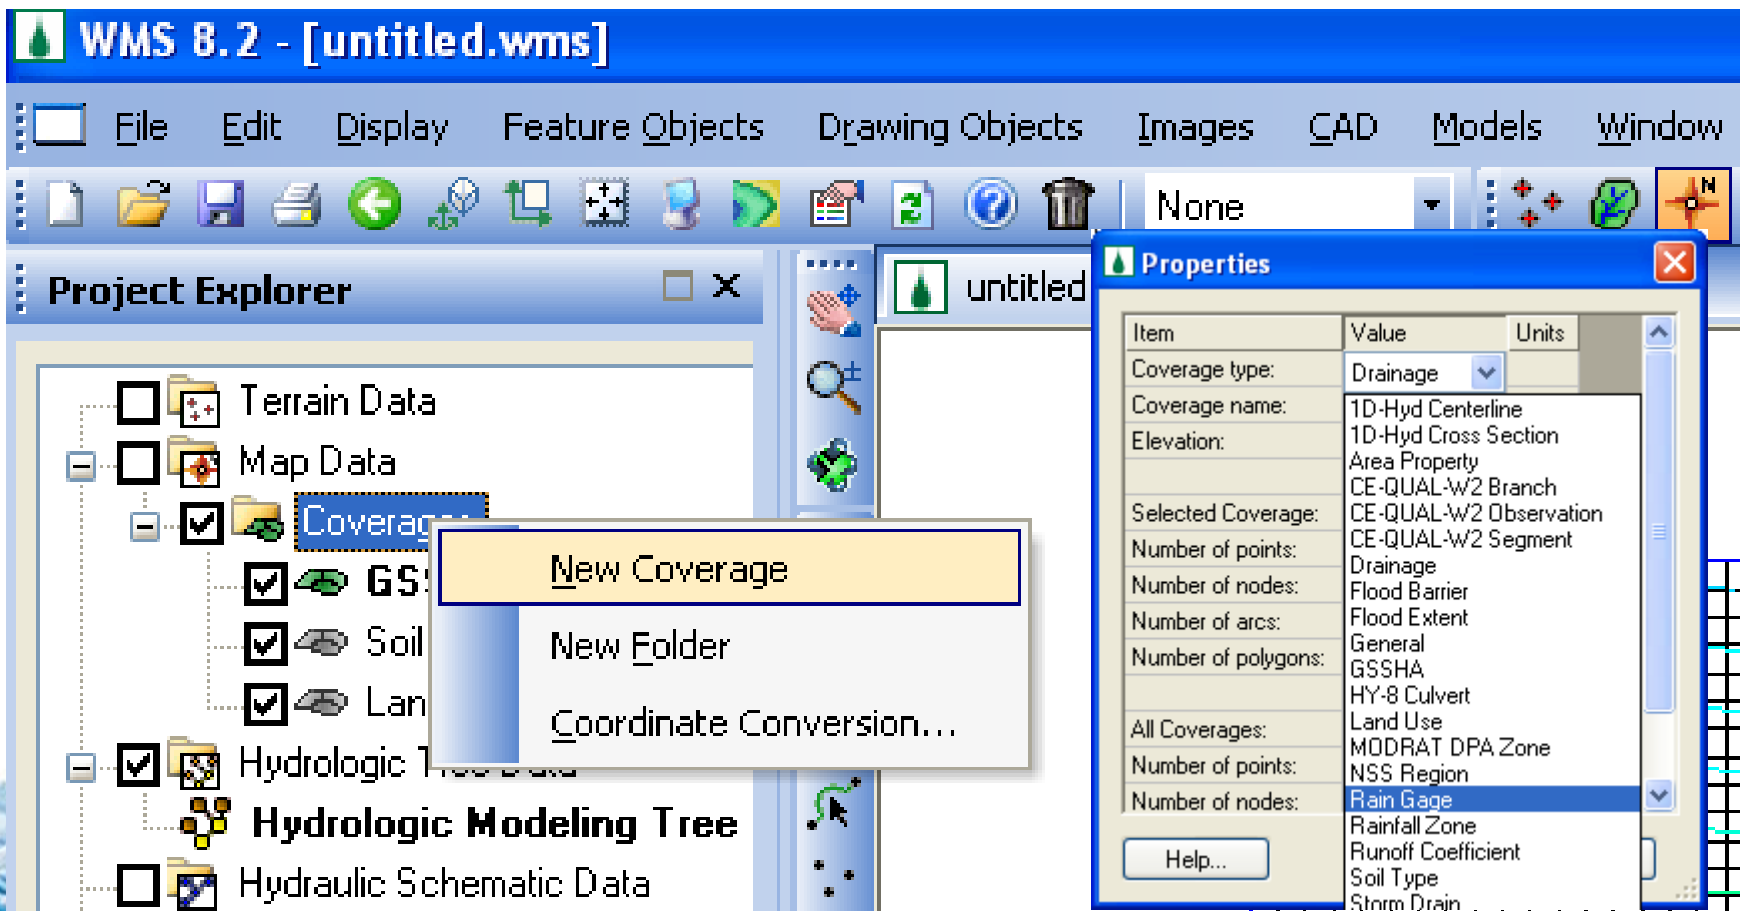 WMS 8.2 - [untitled.wms]
File Edit Display Feature Objects Drawing Objects Images CAD Models Window
None
N
Project Explorer
untitled
Terrain Data
Map Data
Coverages
Soil
Hydrologic Tree Data
Hydrologic Modeling Tree
Hydraulic Schematic Data
New Coverage
New Folder
Coordinate Conversion...
Properties
Item Value Units
Coverage type: Drainage
Coverage name:
Elevation:
Selected Coverage:
Number of points:
Number of nodes:
Number of arcs:
Number of polygons:
All Coverages:
Number of points:
Number of nodes:
Help...
1D-Hyd Centerline
1D-Hyd Cross Section
Area Property
CE-QUAL-W2 Branch
CE-QUAL-W2 Observation
CE-QUAL-W2 Segment
Drainage
Flood Barrier
Flood Extent
General
GSSHA
HY-8 Culvert
Land Use
MODRAT DPA Zone
NSS Region
Rain Gage
Rainfall Zone
Runoff Coefficient
Soil Type
Storm Drain